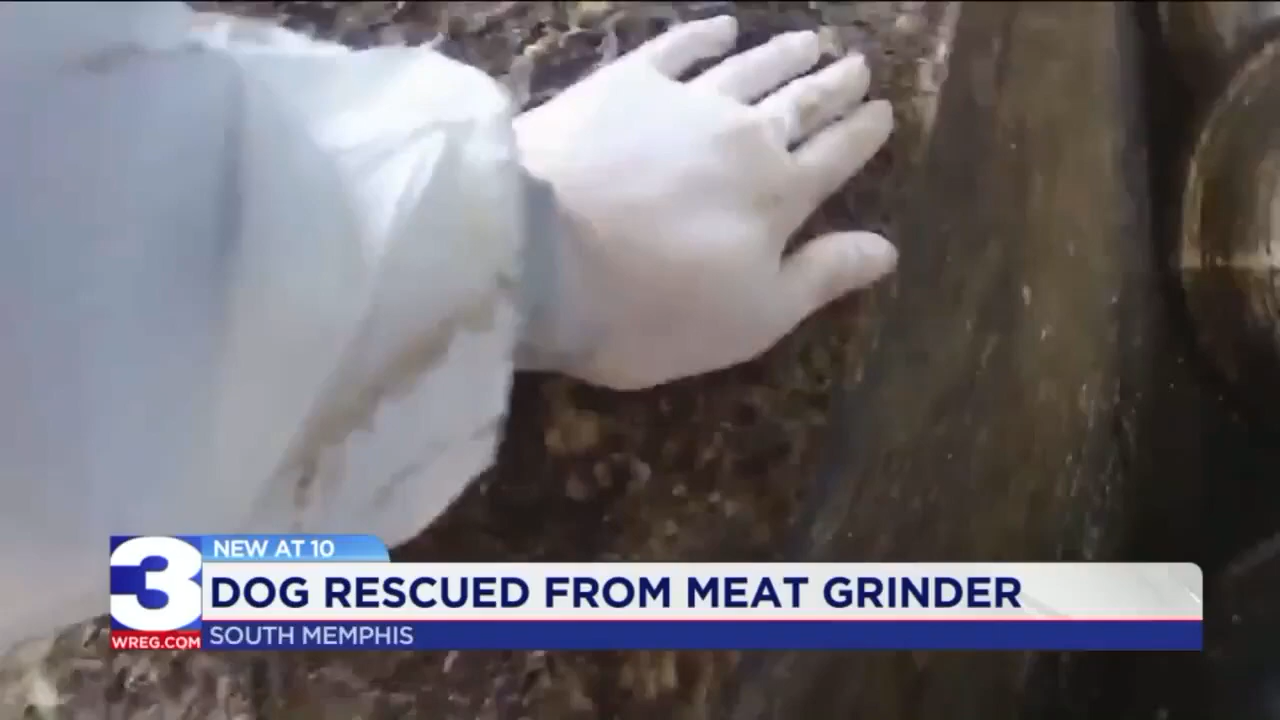 NEW AT 10
3
DOG RESCUED FROM MEAT GRINDER
WREG.COM
SOUTH MEMPHIS